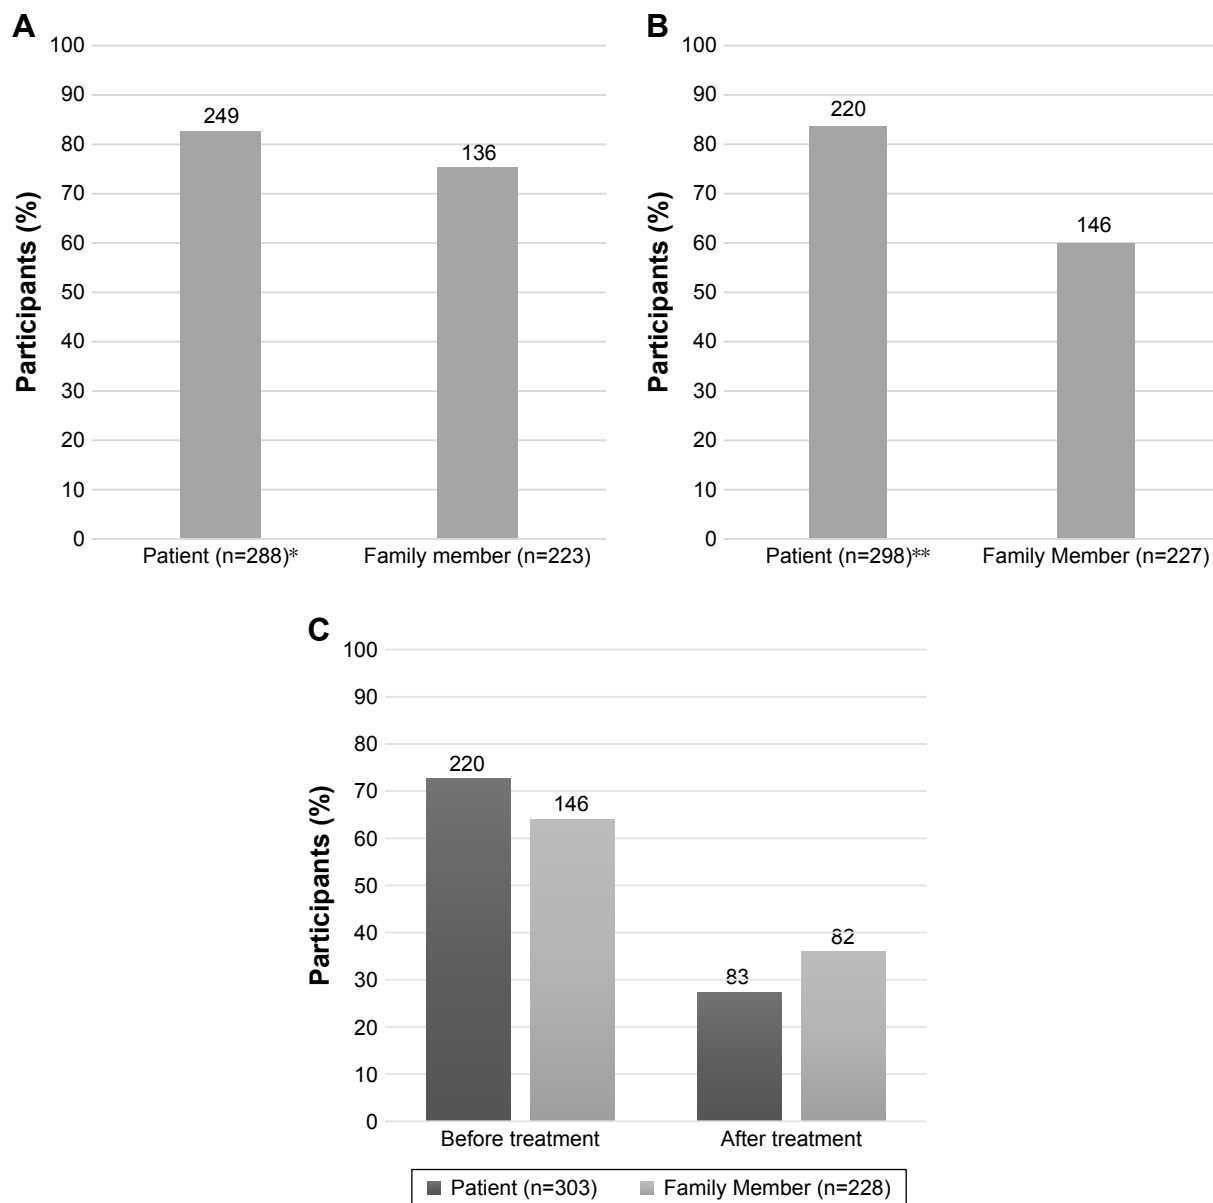 A
100
90
80
70
60
50
40
30
20
10
0
Participants (%)
249
136
Patient (n=288)*
Family member (n=223)
B
100
90
80
70
60
50
40
30
20
10
0
Participants (%)
220
146
Patient (n=298)**
Family Member (n=227)
C
100
90
80
70
60
50
40
30
20
10
0
Participants (%)
220
146
83
82
Before treatment
After treatment
Patient (n=303)
Family Member (n=228)